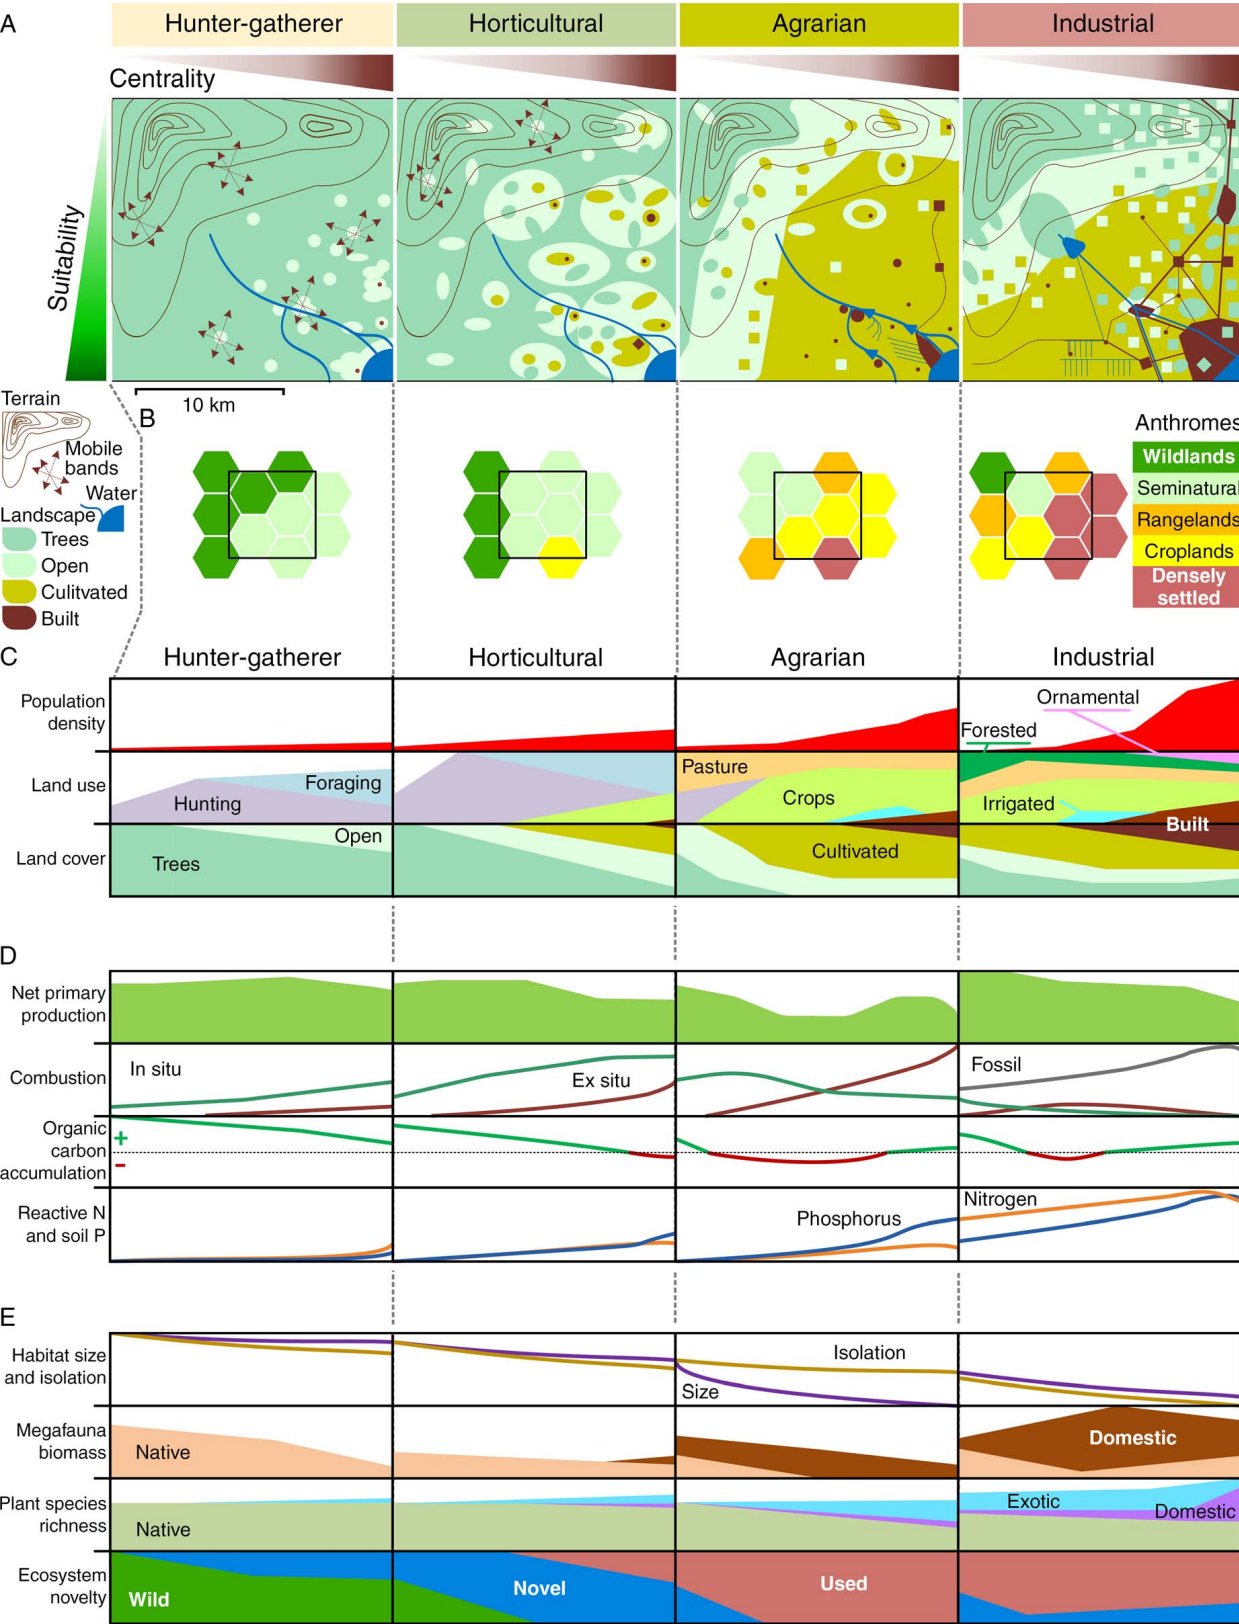 A
Hunter-gatherer
Horticultural
Agrarian
Industrial
Centrality
Suitability
10 km
Terrain
Mobile
bands
Water
Landscape
Trees
Open
Culitvated
Built
B
Anthromes
Wildlands
Seminatural
Rangelands
Croplands
Densely
settled
C
Hunter-gatherer
Horticultural
Agrarian
Industrial
Population
density
Ornamental
Forested
Land use
Hunting
Foraging
Pasture
Crops
Irrigated
Built
Land cover
Trees
Open
Cultivated
D
Net primary
production
Combustion
In situ
Ex situ
Fossil
Organic
carbon
accumulation
+
−
Reactive N
and soil P
Phosphorus
Nitrogen
E
Habitat size
and isolation
Isolation
Size
Megafauna
biomass
Native
Domestic
Plant species
richness
Native
Exotic
Domestic
Ecosystem
novelty
Wild
Novel
Used